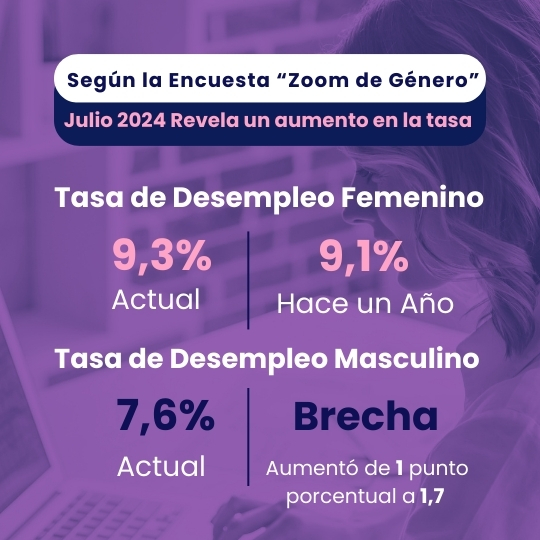 Según la Encuesta “Zoom de Género”
Julio 2024 Revela un aumento en la tasa
Tasa de Desempleo Femenino
9,3%
Actual
9,1%
Hace un Año
Tasa de Desempleo Masculino
7,6%
Actual
Brecha
Aumentó de 1 punto
porcentual a 1,7